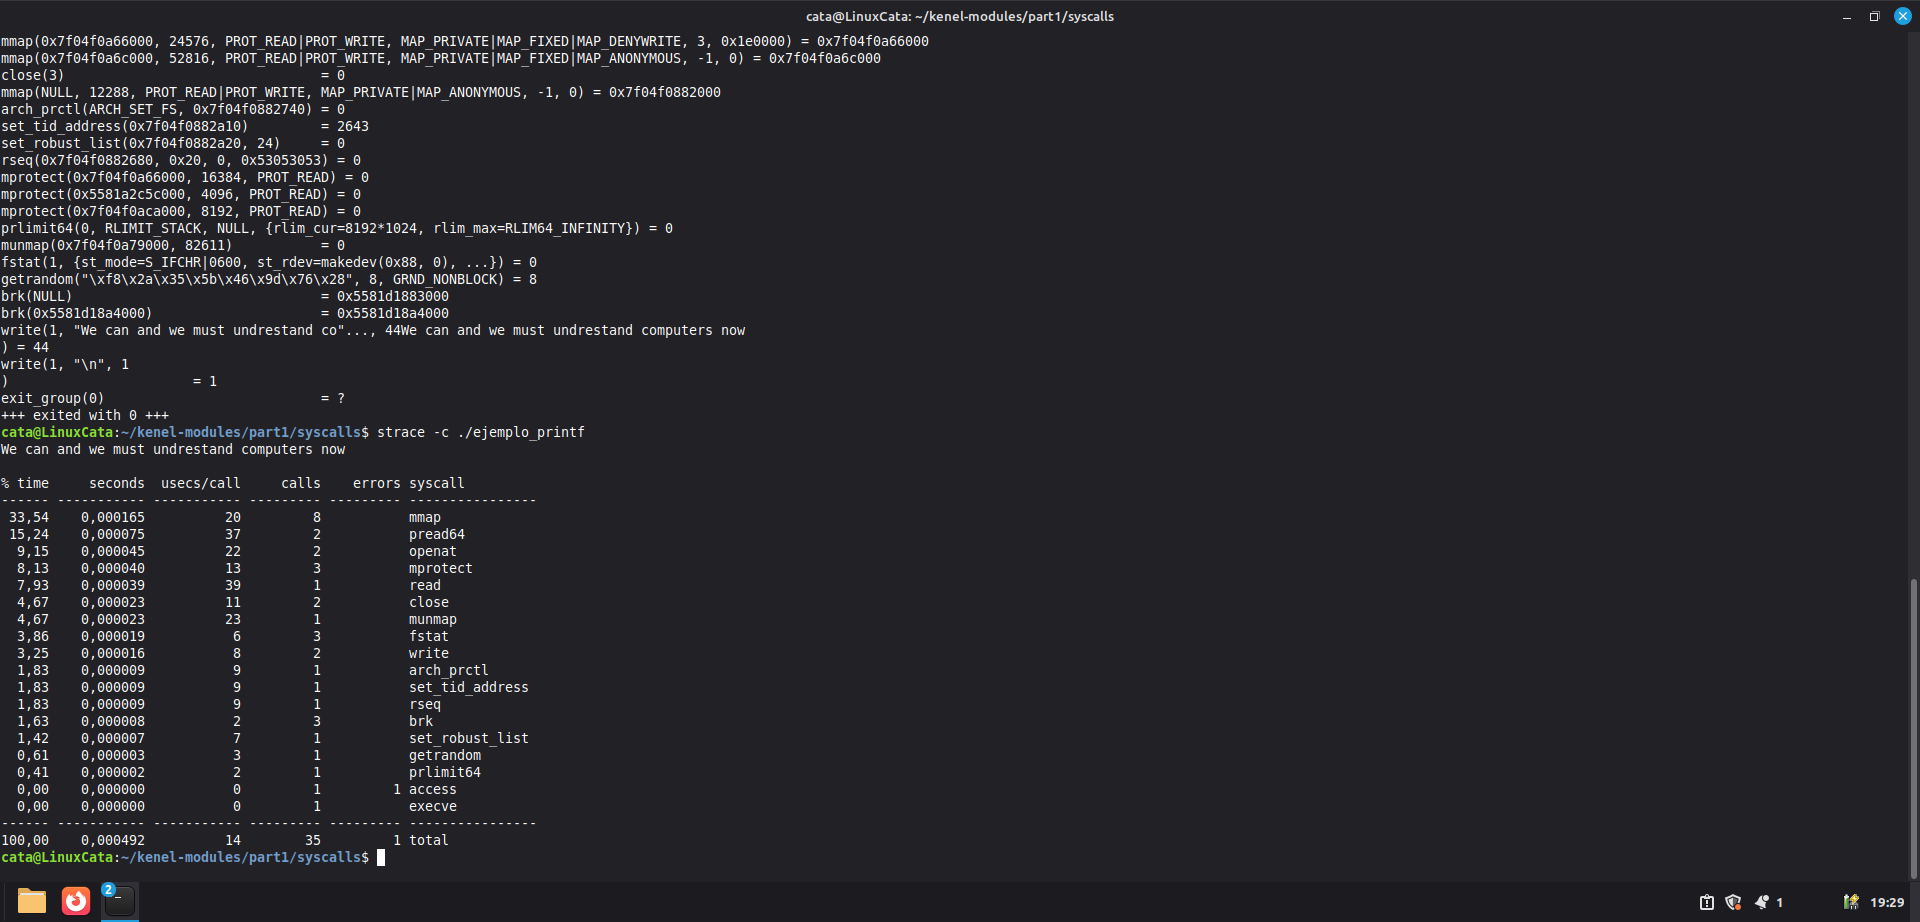 cata@LinuxCata: ~/kenel-modules/part1/syscalls
mmap(0x7f04f0a66000, 24576, PROT_READ|PROT_WRITE, MAP_PRIVATE|MAP_FIXED|MAP_DENYWRITE, 3, 0x1e0000) = 0x7f04f0a66000
mmap(0x7f04f0a6c000, 52816, PROT_READ|PROT_WRITE, MAP_PRIVATE|MAP_FIXED|MAP_ANONYMOUS, -1, 0) = 0x7f04f0a6c000
close(3)                                = 0
mmap(NULL, 12288, PROT_READ|PROT_WRITE, MAP_PRIVATE|MAP_ANONYMOUS, -1, 0) = 0x7f04f0882000
arch_prctl(ARCH_SET_FS, 0x7f04f0882740) = 0
set_tid_address(0x7f04f0882a10)         = 2643
set_robust_list(0x7f04f0882a20, 24)     = 0
rseq(0x7f04f0882680, 0x20, 0, 0x53053053) = 0
mprotect(0x7f04f0a66000, 16384, PROT_READ) = 0
mprotect(0x5581a2c5c000, 4096, PROT_READ) = 0
mprotect(0x7f04f0aca000, 8192, PROT_READ) = 0
prlimit64(0, RLIMIT_STACK, NULL, {rlim_cur=8192*1024, rlim_max=RLIM64_INFINITY}) = 0
munmap(0x7f04f0a79000, 82611)           = 0
fstat(1, {st_mode=S_IFCHR|0600, st_rdev=makedev(0x88, 0), ...}) = 0
getrandom("\xf8\x2a\x35\x5b\x46\x9d\x76\x28", 8, GRND_NONBLOCK) = 8
brk(NULL)                               = 0x5581d1883000
brk(0x5581d18a4000)                     = 0x5581d18a4000
write(1, "We can and we must undrestand co"..., 44We can and we must undrestand computers now
) = 44
write(1, "\n", 1
)                       = 1
exit_group(0)                           = ?
+++ exited with 0 +++
cata@LinuxCata:~/kenel-modules/part1/syscalls$ strace -c ./ejemplo_printf
We can and we must undrestand computers now
% time     seconds  usecs/call     calls    errors syscall
------ ----------- ----------- --------- --------- ----------------
 33,54    0,000165          20         8           mmap
 15,24    0,000075          37         2           pread64
  9,15    0,000045          22         2           openat
  8,13    0,000040          13         3           mprotect
  7,93    0,000039          39         1           read
  4,67    0,000023          11         2           close
  4,67    0,000023          23         1           munmap
  3,86    0,000019           6         3           fstat
  3,25    0,000016           8         2           write
  1,83    0,000009           9         1           arch_prctl
  1,83    0,000009           9         1           set_tid_address
  1,83    0,000009           9         1           rseq
  1,63    0,000008           2         3           brk
  1,42    0,000007           7         1           set_robust_list
  0,61    0,000003           3         1           getrandom
  0,41    0,000002           2         1           prlimit64
  0,00    0,000000           0         1         1 access
  0,00    0,000000           0         1           execve
------ ----------- ----------- --------- --------- ----------------
100,00    0,000492          14        35         1 total
cata@LinuxCata:~/kenel-modules/part1/syscalls$
2
1
19:29